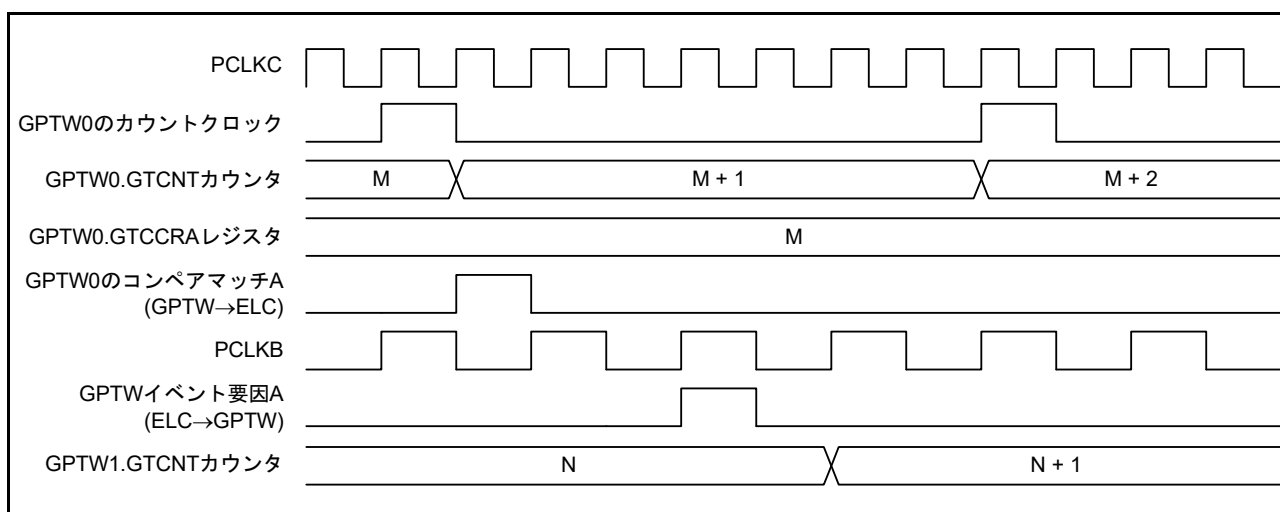 PCLKC
GPTW0のカウントクロック
GPTW0.GTCNTカウンタ
M
M + 1
M + 2
GPTW0.GTCCRAレジスタ
M
GPTW0のコンペアマッチA
(GPTW→ELC)
PCLKB
GPTWイベント要因A
(ELC→GPTW)
GPTW1.GTCNTカウンタ
N
N + 1